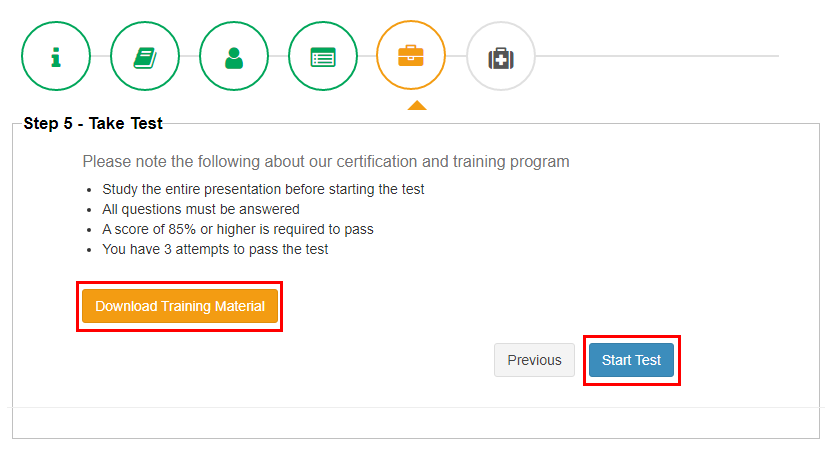 Step 5 - Take Test
Please note the following about our certification and training program
Study the entire presentation before starting the test
All questions must be answered
A score of 85% or higher is required to pass
You have 3 attempts to pass the test
Download Training Material
Previous
Start Test